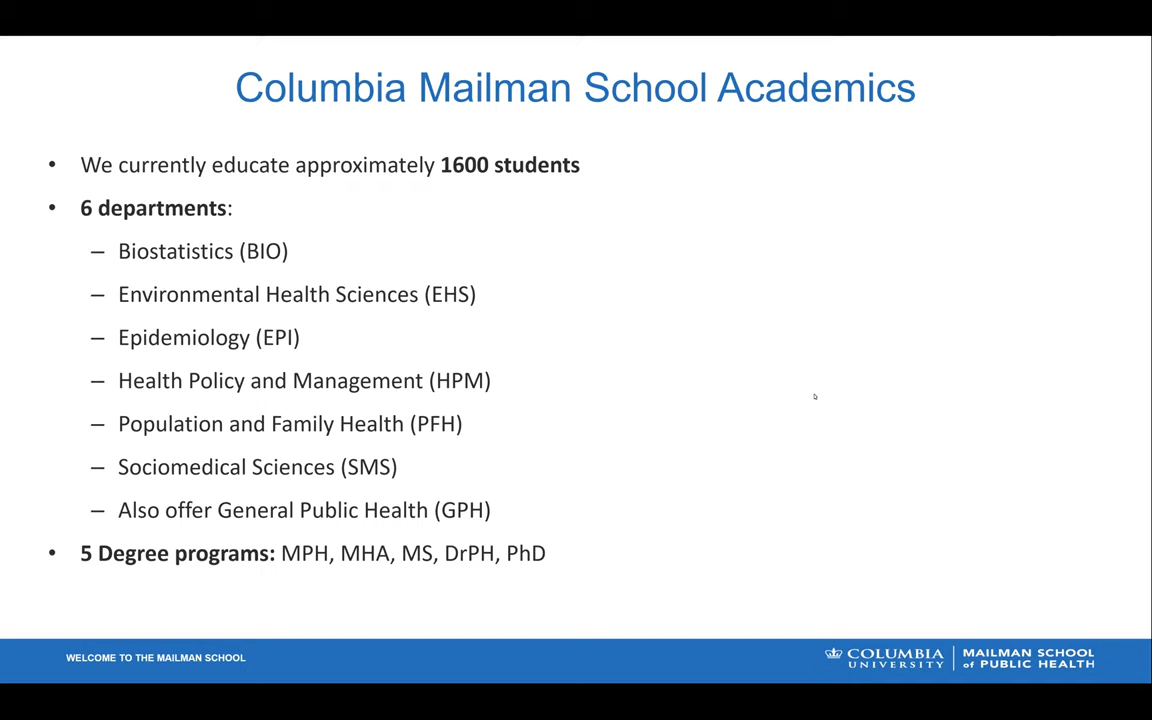 Columbia Mailman School Academics
• We currently educate approximately 1600 students
• 6 departments:
– Biostatistics (BIO)
– Environmental Health Sciences (EHS)
– Epidemiology (EPI)
– Health Policy and Management (HPM)
– Population and Family Health (PFH)
– Sociomedical Sciences (SMS)
– Also offer General Public Health (GPH)
• 5 Degree programs: MPH, MHA, MS, DrPH, PhD
WELCOME TO THE MAILMAN SCHOOL
COLUMBIA
UNIVERSITY
MAILMAN SCHOOL
of PUBLIC HEALTH